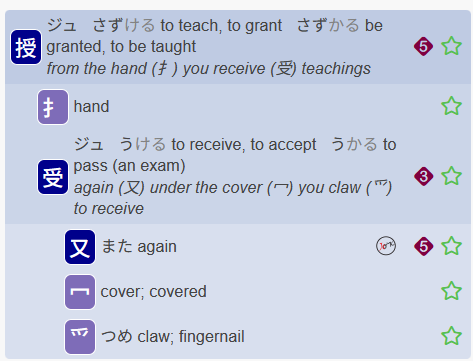 授 ジュ さずける to teach, to grant さずかる be
granted, to be taught 5
from the hand (扌) you receive (受) teachings
扌 hand
ジュ うける to receive, to accept うかる to
受 pass (an exam) 3
again (又) under the cover (冖) you claw (爫)
to receive
又 また again 5
冖 cover; covered
爫 つめ claw; fingernail